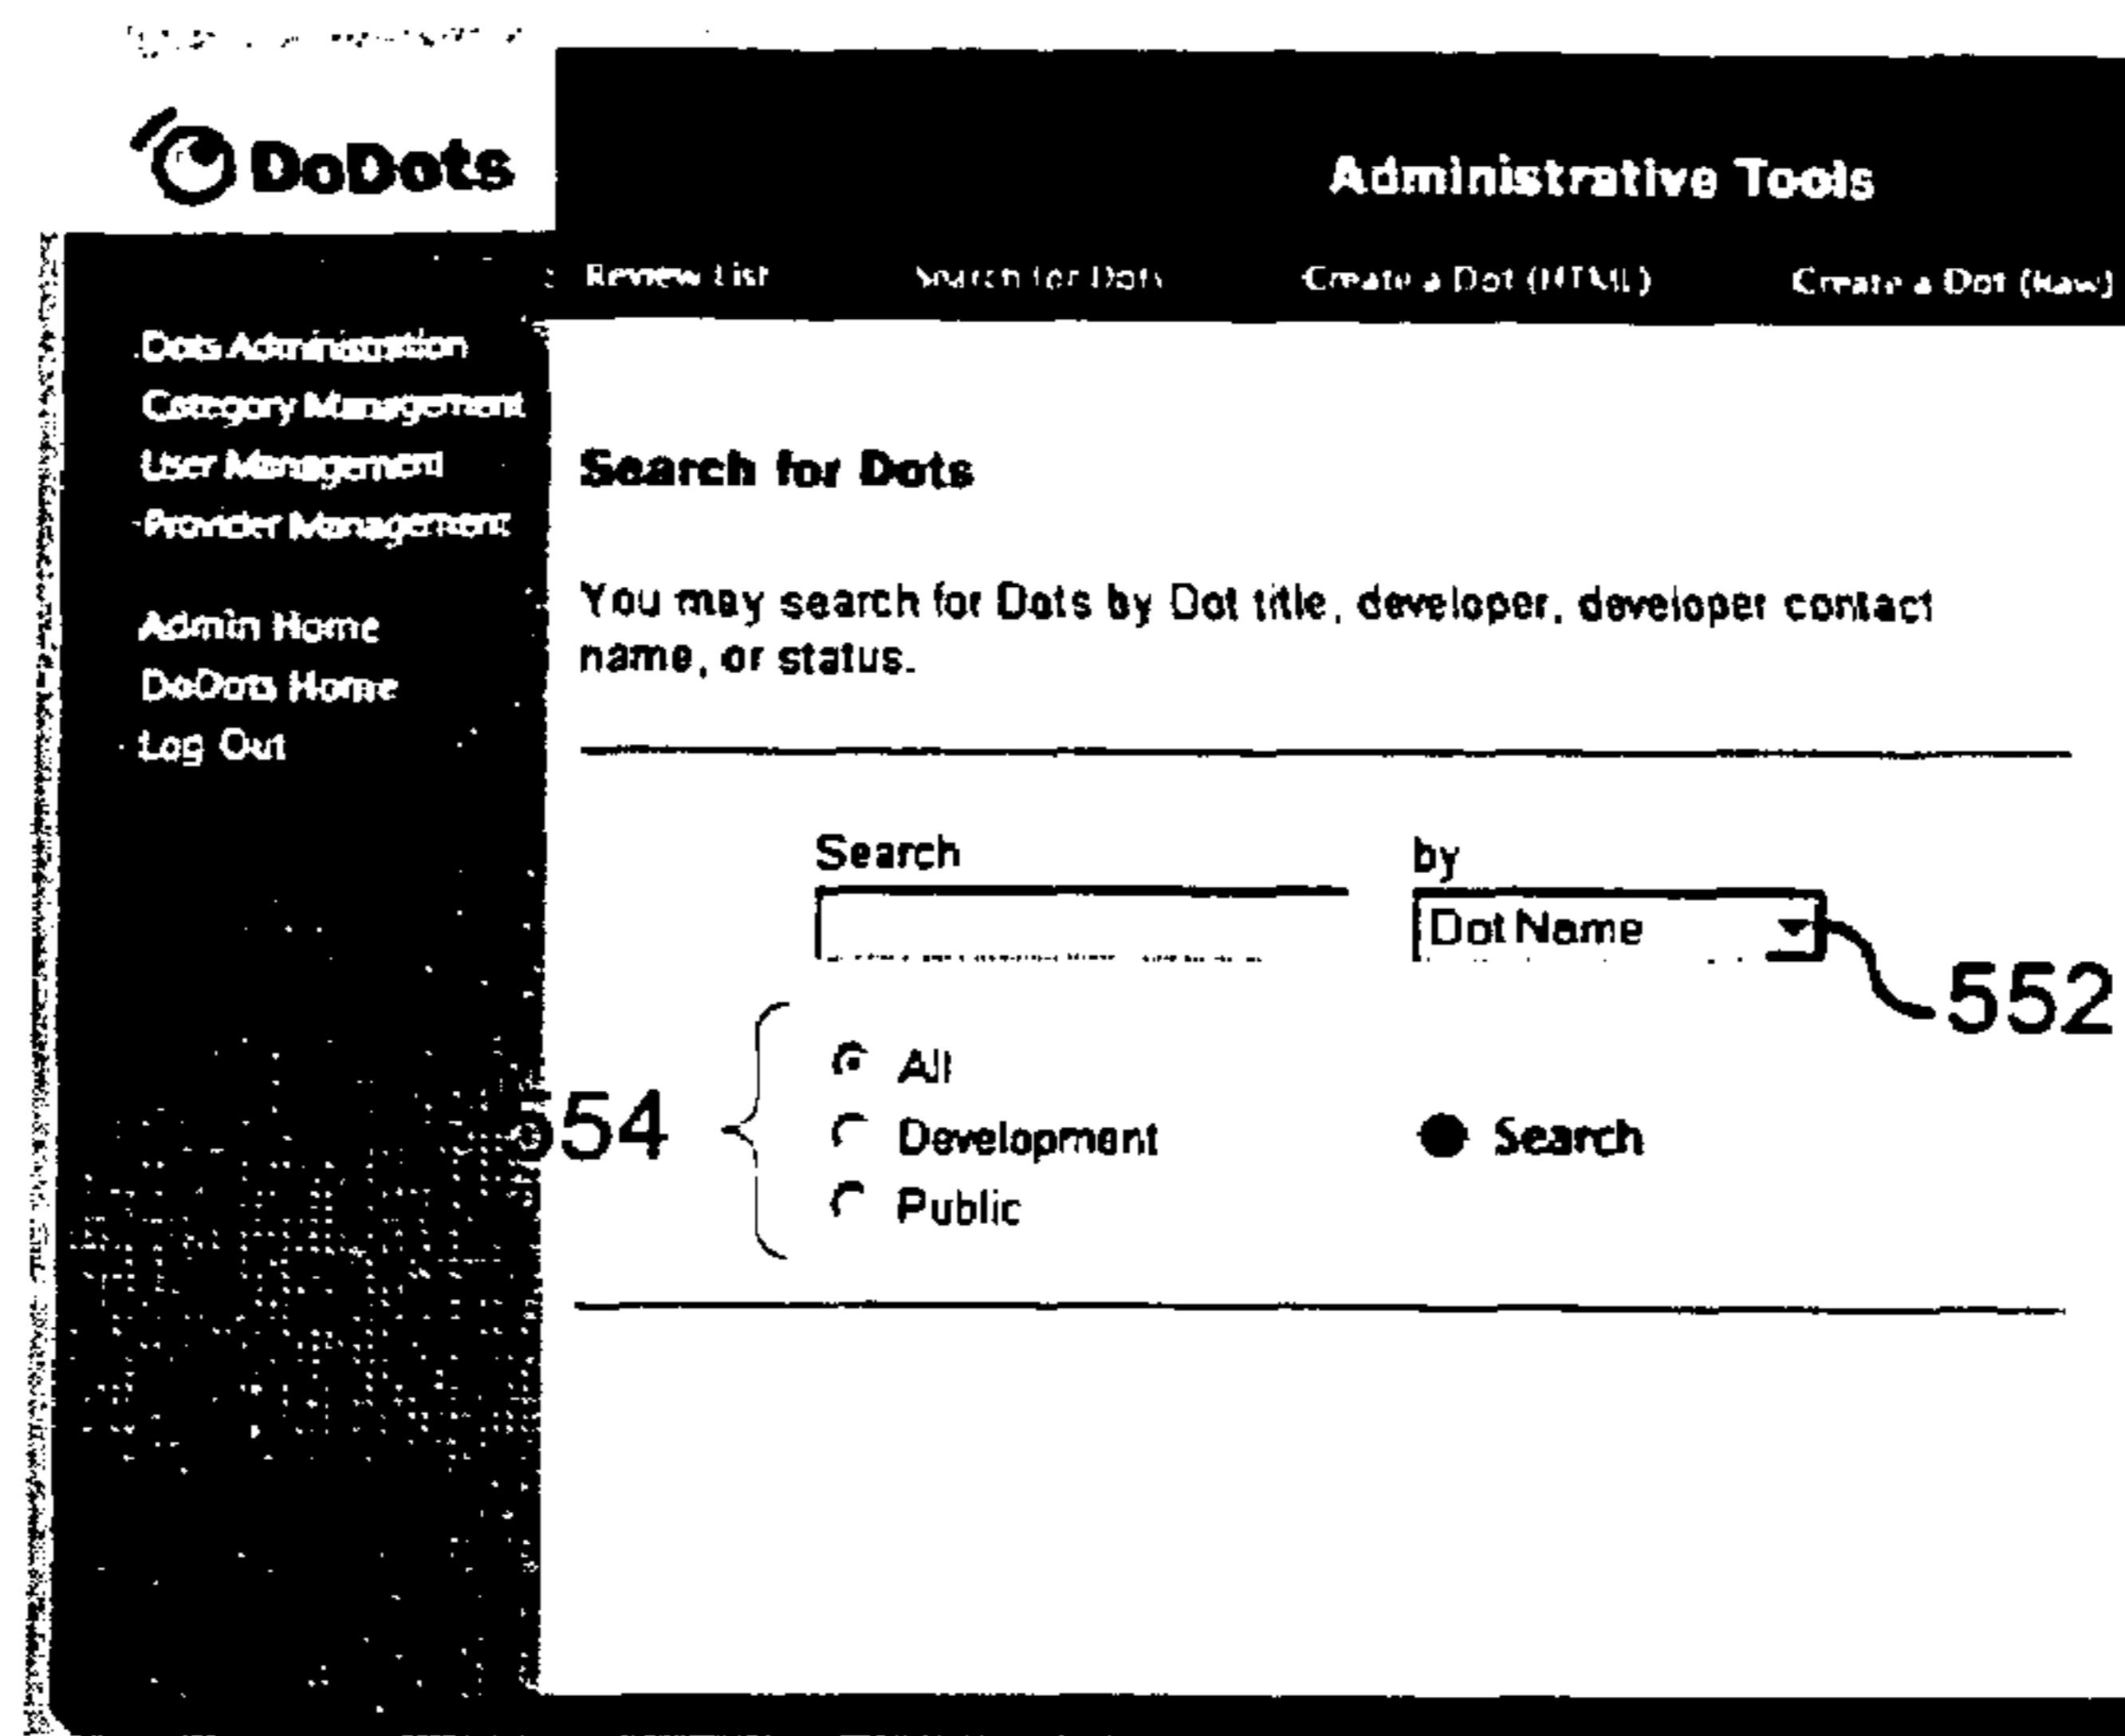 DoDots
Administrative Tools
Review List Search for Dots Create a Dot (HTML) Create a Dot (Raw)
Dots Administration
Category Management
User Management
Provider Management
Admin Home
DoDots Home
Log Out
Search for Dots
You may search for Dots by Dot title, developer, developer contact
name, or status.
Search by
Dot Name
552
All
554 Development Search
Public